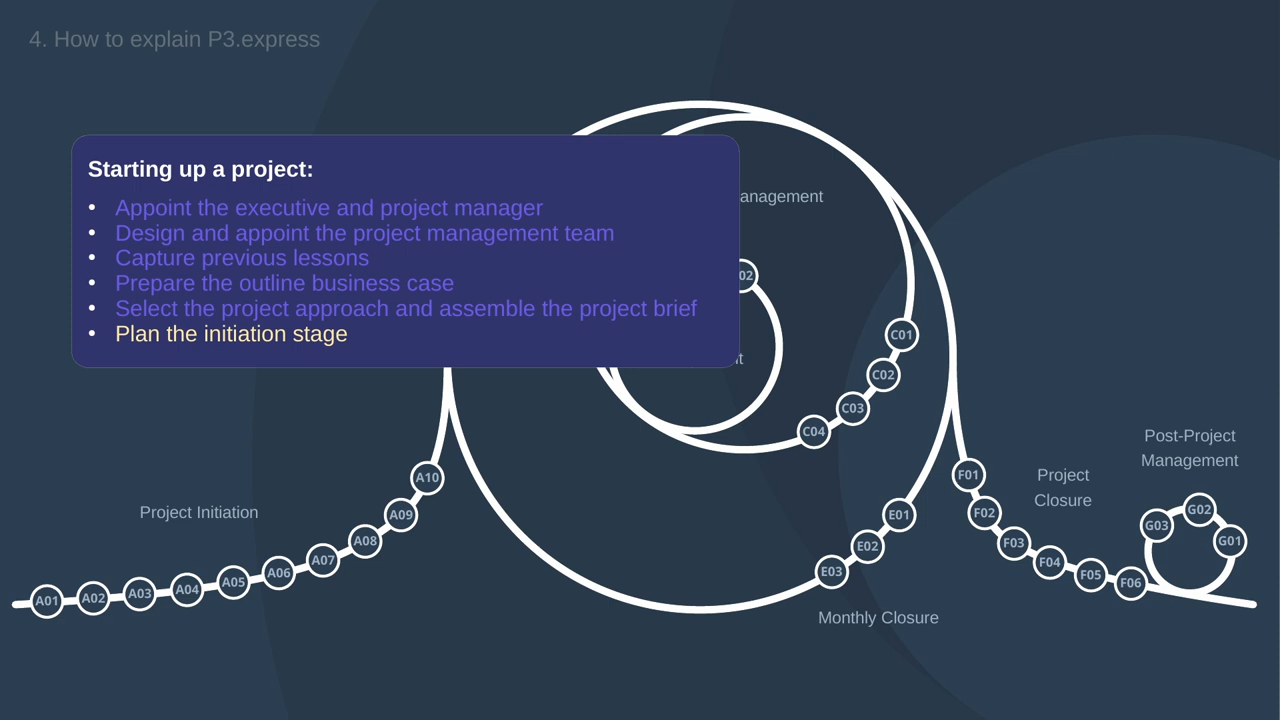 4. How to explain P3.express
Starting up a project:
• Appoint the executive and project manager
• Design and appoint the project management team
• Capture previous lessons
• Prepare the outline business case
• Select the project approach and assemble the project brief
• Plan the initiation stage
anagement
02
it
C01
C02
C03
C04
Project Initiation
A01
A02
A03
A04
A05
A06
A07
A08
A09
A10
E01
E02
E03
Monthly Closure
F01
F02
F03
F04
F05
F06
Project
Closure
Post-Project
Management
G03
G02
G01